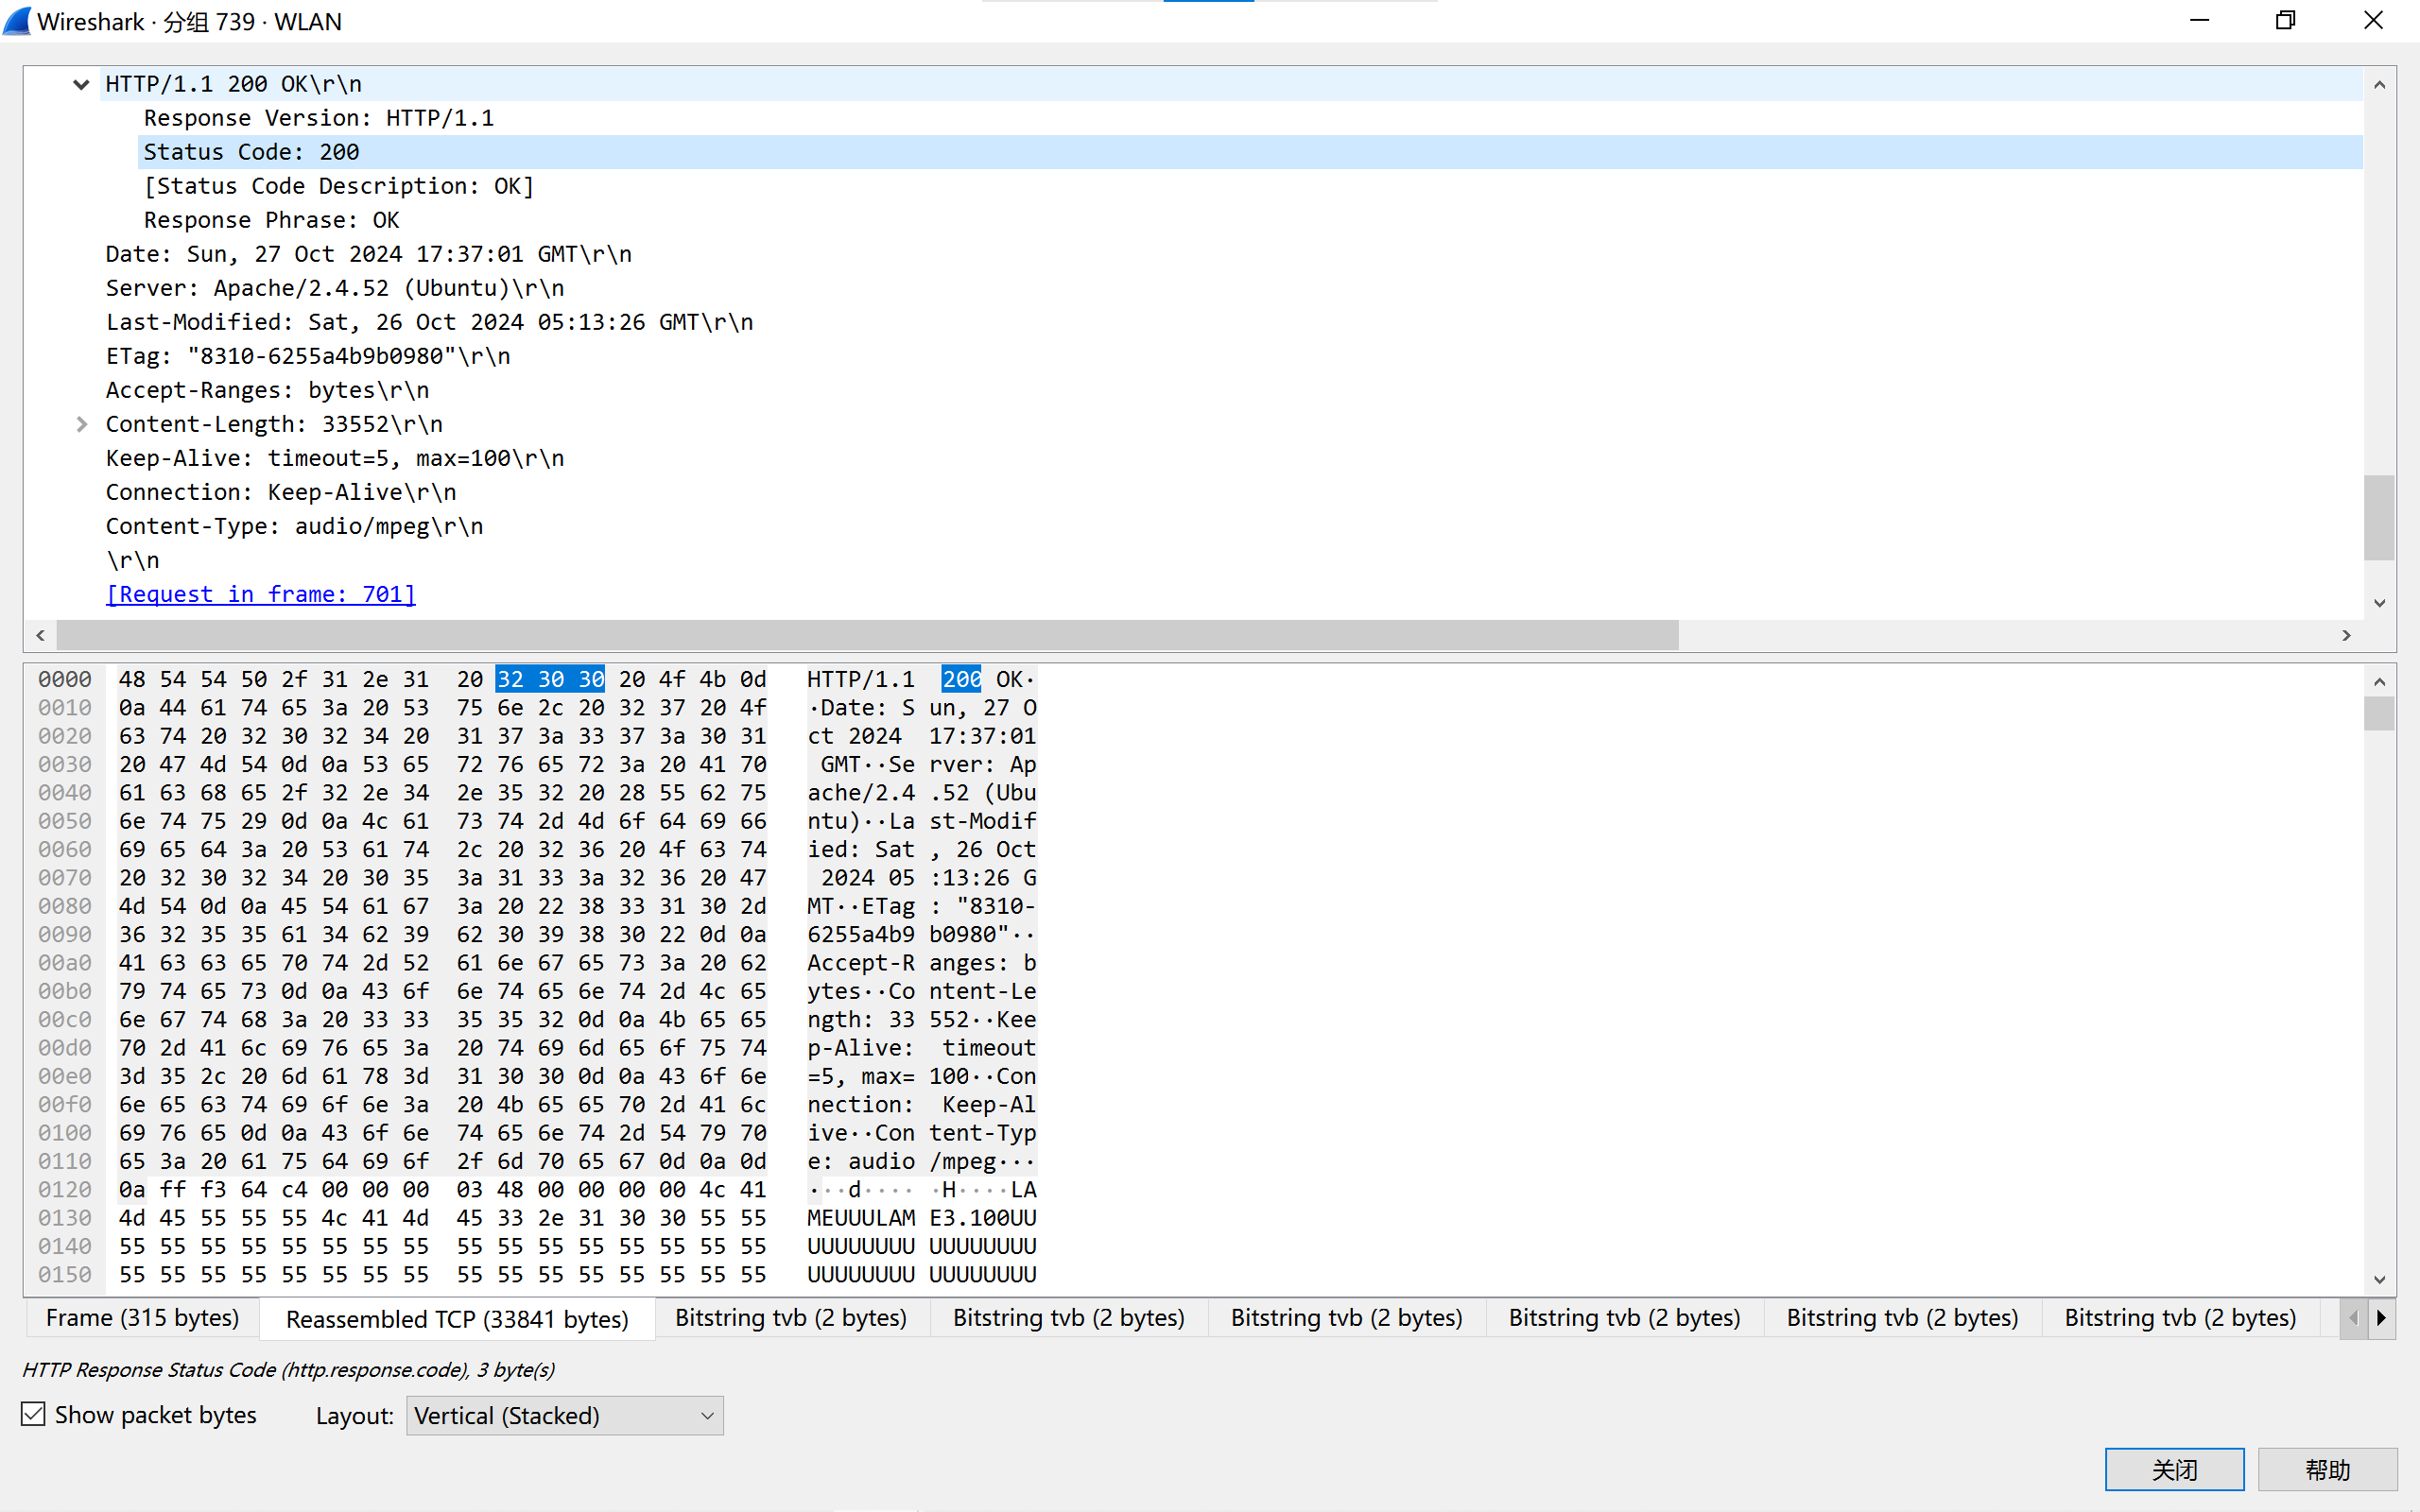 Wireshark · 分组 739 · WLAN
HTTP/1.1 200 OK\r\n
Response Version: HTTP/1.1
Status Code: 200
[Status Code Description: OK]
Response Phrase: OK
Date: Sun, 27 Oct 2024 17:37:01 GMT\r\n
Server: Apache/2.4.52 (Ubuntu)\r\n
Last-Modified: Sat, 26 Oct 2024 05:13:26 GMT\r\n
ETag: "8310-6255a4b9b0980"\r\n
Accept-Ranges: bytes\r\n
Content-Length: 33552\r\n
Keep-Alive: timeout=5, max=100\r\n
Connection: Keep-Alive\r\n
Content-Type: audio/mpeg\r\n
\r\n
[Request in frame: 701]
0000 48 54 54 50 2f 31 2e 31 20 32 30 30 20 4f 4b 0d HTTP/1.1 200 OK·
0010 0a 44 61 74 65 3a 20 53 75 6e 2c 20 32 37 20 4f ·Date: S un, 27 O
0020 63 74 20 32 30 32 34 20 31 37 3a 33 37 3a 30 31 ct 2024 17:37:01
0030 20 47 4d 54 0d 0a 53 65 72 76 65 72 3a 20 41 70 GMT··Se rver: Ap
0040 61 63 68 65 2f 32 2e 34 2e 35 32 20 28 55 62 75 ache/2.4 .52 (Ubu
0050 6e 74 75 29 0d 0a 4c 61 73 74 2d 4d 6f 64 69 66 ntu)··La st-Modif
0060 69 65 64 3a 20 53 61 74 2c 20 32 36 20 4f 63 74 ied: Sat , 26 Oct
0070 20 32 30 32 34 20 30 35 3a 31 33 3a 32 36 20 47 2024 05 :13:26 G
0080 4d 54 0d 0a 45 54 61 67 3a 20 22 38 33 31 30 2d MT··ETag : "8310-
0090 36 32 35 35 61 34 62 39 62 30 39 38 30 22 0d 0a 6255a4b9 b0980"··
00a0 41 63 63 65 70 74 2d 52 61 6e 67 65 73 3a 20 62 Accept-R anges: b
00b0 79 74 65 73 0d 0a 43 6f 6e 74 65 6e 74 2d 4c 65 ytes··Co ntent-Le
00c0 6e 67 74 68 3a 20 33 33 35 35 32 0d 0a 4b 65 65 ngth: 33 552··Kee
00d0 70 2d 41 6c 69 76 65 3a 20 74 69 6d 65 6f 75 74 p-Alive: timeout
00e0 3d 35 2c 20 6d 61 78 3d 31 30 30 0d 0a 43 6f 6e =5, max= 100··Con
00f0 6e 65 63 74 69 6f 6e 3a 20 4b 65 65 70 2d 41 6c nection: Keep-Al
0100 69 76 65 0d 0a 43 6f 6e 74 65 6e 74 2d 54 79 70 ive··Con tent-Typ
0110 65 3a 20 61 75 64 69 6f 2f 6d 70 65 67 0d 0a 0d e: audio /mpeg···
0120 0a ff f3 64 c4 00 00 00 03 48 00 00 00 00 4c 41 ···d···· ·H····LA
0130 4d 45 55 55 55 4c 41 4d 45 33 2e 31 30 30 55 55 MEUUULAM E3.100UU
0140 55 55 55 55 55 55 55 55 55 55 55 55 55 55 55 55 UUUUUUUU UUUUUUUU
0150 55 55 55 55 55 55 55 55 55 55 55 55 55 55 55 55 UUUUUUUU UUUUUUUU
Frame (315 bytes) Reassembled TCP (33841 bytes) Bitstring tvb (2 bytes) Bitstring tvb (2 bytes) Bitstring tvb (2 bytes) Bitstring tvb (2 bytes) Bitstring tvb (2 bytes) Bitstring tvb (2 bytes)
HTTP Response Status Code (http.response.code), 3 byte(s)
Show packet bytes Layout: Vertical (Stacked)
关闭 帮助